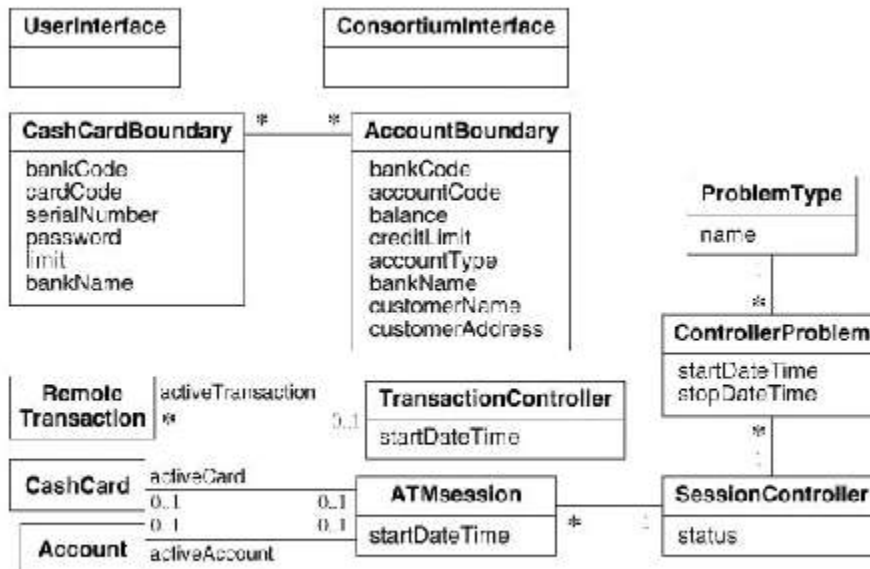 UserInterface
ConsortiumInterface
CashCardBoundary
*
*
AccountBoundary
bankCode
cardCode
serialNumber
password
limit
bankName
bankCode
accountCode
balance
creditLimit
accountType
bankName
customerName
customerAddress
ProblemType
name
*
ControllerProblem
startDateTime
stopDateTime
*
Remote
Transaction
activeTransaction
*
0..1
TransactionController
startDateTime
CashCard
activeCard
0..1
0..1
0..1
0..1
Account
activeAccount
ATMsession
startDateTime
*
SessionController
status